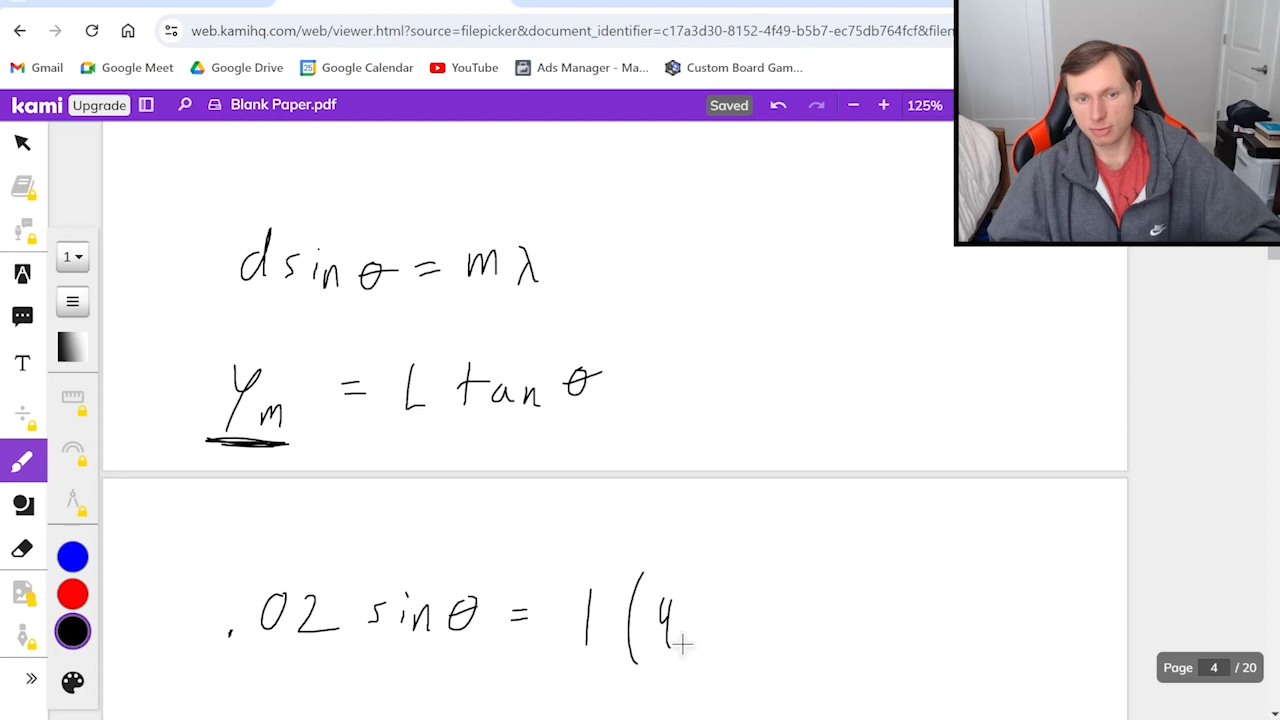 web.kamihq.com/web/viewer.html?source=filepicker&document_identifier=c17a3d30-8152-4f49-b5b7-ec75db764fcf&filen
Gmail Google Meet Google Drive Google Calendar YouTube Ads Manager - Ma... Custom Board Gam...
kami Upgrade Blank Paper.pdf Saved 125%
1
d sin θ = m λ
y_m = L tan θ
.02 sin θ = 1 (4
Page 4 / 20